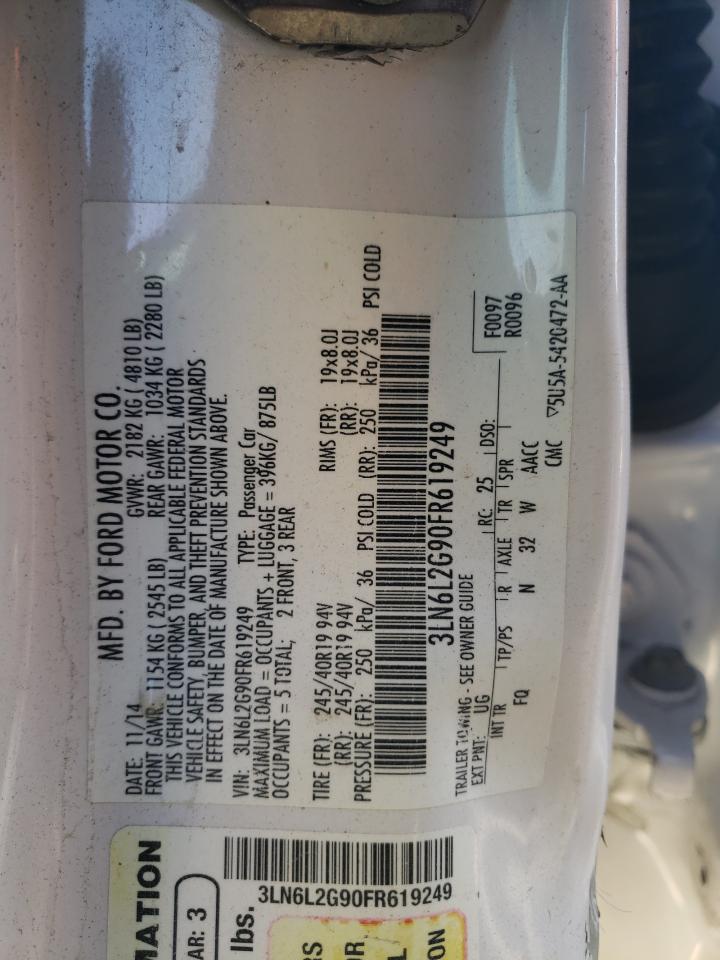 MFD. BY FORD MOTOR CO.
DATE: 11/14 GVWR: 2182 KG ( 4810 LB)
FRONT GAWR: 1154 KG ( 2545 LB) REAR GAWR: 1034 KG ( 2280 LB)
THIS VEHICLE CONFORMS TO ALL APPLICABLE FEDERAL MOTOR
VEHICLE SAFETY, BUMPER, AND THEFT PREVENTION STANDARDS
IN EFFECT ON THE DATE OF MANUFACTURE SHOWN ABOVE.
VIN: 3LN6L2G90FR619249 TYPE: Passenger Car
MAXIMUM LOAD = OCCUPANTS + LUGGAGE = 396KG/ 875LB
OCCUPANTS = 5 TOTAL; 2 FRONT, 3 REAR
TIRE (FR): 245/40R19 94V RIMS (FR): 19x8.0J
(RR): 245/40R19 94V (RR): 19x8.0J
PRESSURE (FR): 250 kPa/ 36 PSI COLD (RR): 250 kPa/ 36 PSI COLD
3LN6L2G90FR619249
TRAILER TOWING - SEE OWNER GUIDE
EXT PNT: UG RC: 25 DSO: F0097
R0096
INT TR TP/PS R AXLE TR SPR
FQ N 32 W AACC
CMC ▽5U5A-5420472-AA
3LN6L2G90FR619249
MATION
AR: 3
lbs.
RS
OR
L
ON